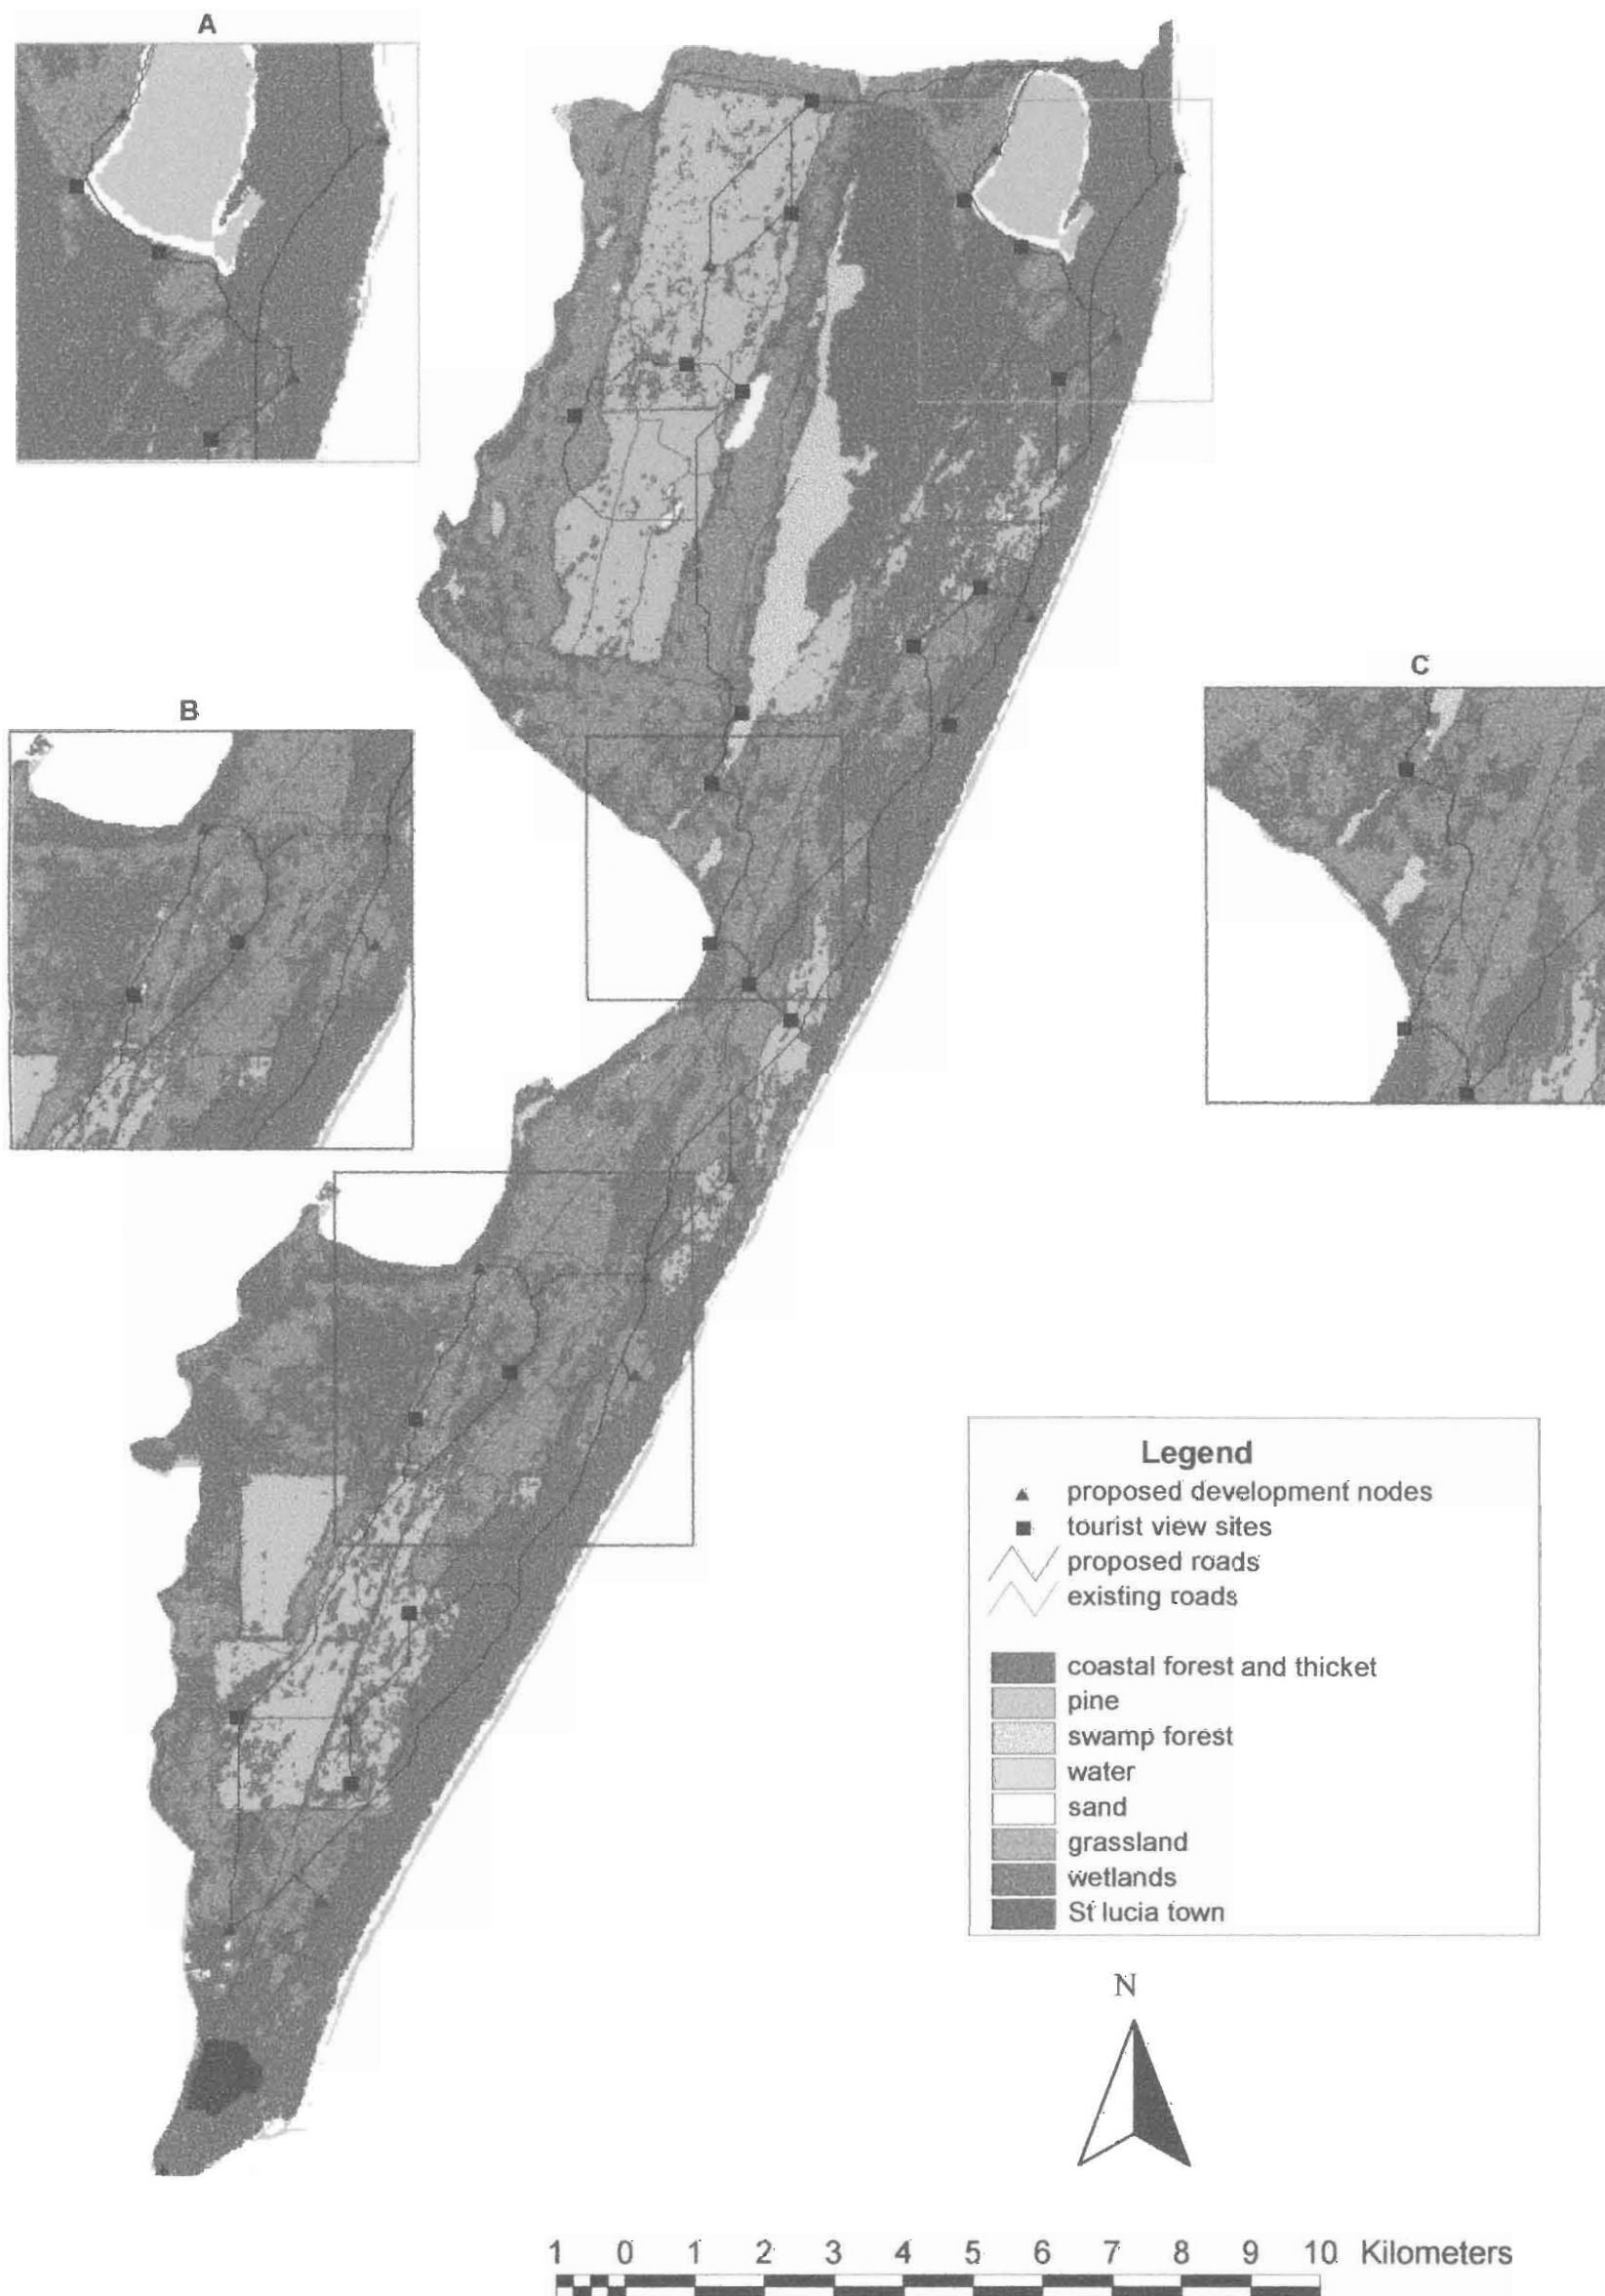 A
B
C
Legend
proposed development nodes
tourist view sites
proposed roads
existing roads
coastal forest and thicket
pine
swamp forest
water
sand
grassland
wetlands
St lucia town
N
1 0 1 2 3 4 5 6 7 8 9 10 Kilometers